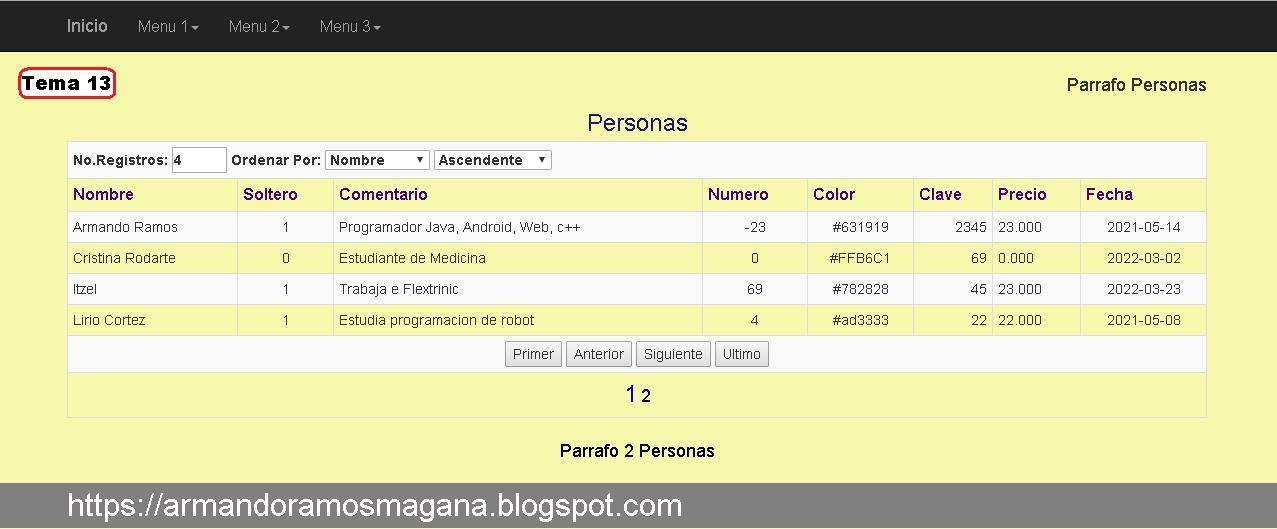 Inicio Menu 1 Menu 2 Menu 3
Tema 13
Parrafo Personas
Personas
No.Registros: 4 Ordenar Por: Nombre Ascendente
Nombre Soltero Comentario Numero Color Clave Precio Fecha
Armando Ramos 1 Programador Java, Android, Web, c++ -23 #631919 2345 23.000 2021-05-14
Cristina Rodarte 0 Estudiante de Medicina 0 #FFB6C1 69 0.000 2022-03-02
Itzel 1 Trabaja e Flextrinic 69 #782828 45 23.000 2022-03-23
Lirio Cortez 1 Estudia programacion de robot 4 #ad3333 22 22.000 2021-05-08
Primer Anterior Siguiente Ultimo
1 2
Parrafo 2 Personas
https://armandoramosmagana.blogspot.com